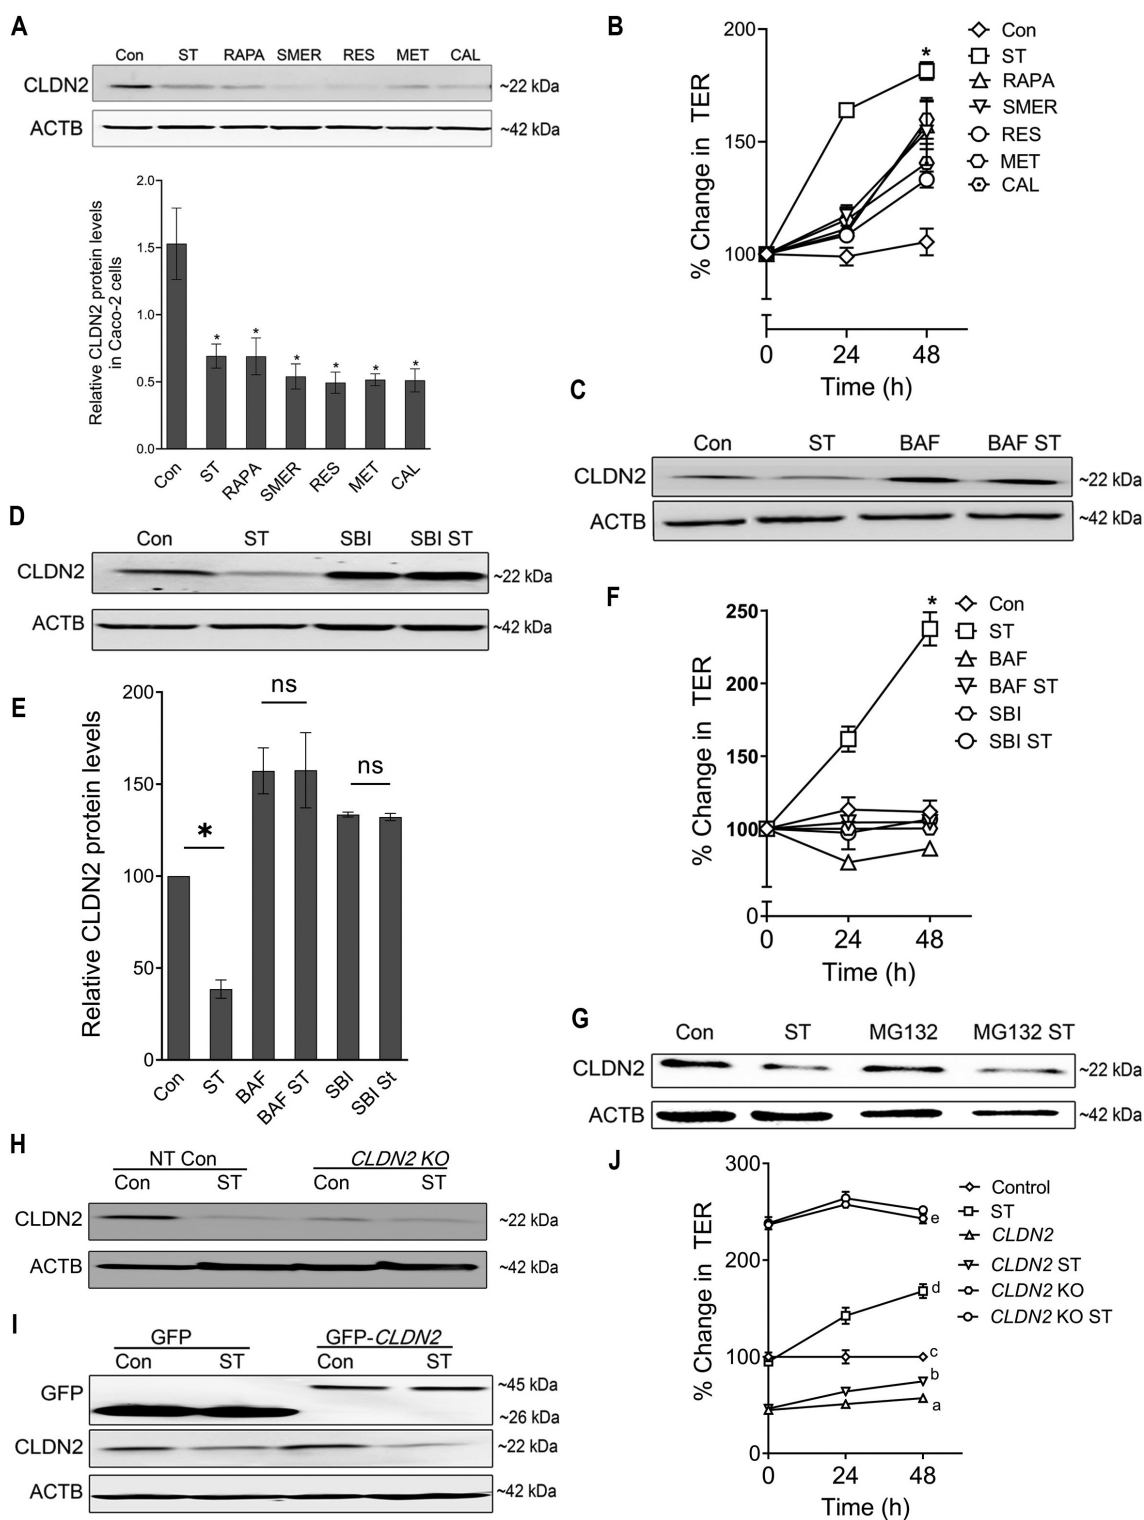 A
Con ST RAPA SMER RES MET CAL
CLDN2 ~22 kDa
ACTB ~42 kDa
Relative CLDN2 protein levels
in Caco-2 cells
2.0
1.5
1.0
0.5
0.0
* * * * * *
Con ST RAPA SMER RES MET CAL
B
% Change in TER
200
150
100
*
0 24 48
Time (h)
Con
ST
RAPA
SMER
RES
MET
CAL
C
Con ST BAF BAF ST
CLDN2 ~22 kDa
ACTB ~42 kDa
D
Con ST SBI SBI ST
CLDN2 ~22 kDa
ACTB ~42 kDa
E
Relative CLDN2 protein levels
200
150
100
50
0
* ns ns
Con ST BAF BAF ST SBI SBI St
F
% Change in TER
250
200
150
100
0
*
0 24 48
Time (h)
Con
ST
BAF
BAF ST
SBI
SBI ST
G
Con ST MG132 MG132 ST
CLDN2 ~22 kDa
ACTB ~42 kDa
H
NT Con CLDN2 KO
Con ST Con ST
CLDN2 ~22 kDa
ACTB ~42 kDa
I
GFP GFP-CLDN2
Con ST Con ST
GFP ~45 kDa
~26 kDa
CLDN2 ~22 kDa
ACTB ~42 kDa
J
% Change in TER
300
200
100
0
e
d
c
b
a
0 24 48
Time (h)
Control
ST
CLDN2
CLDN2 ST
CLDN2 KO
CLDN2 KO ST